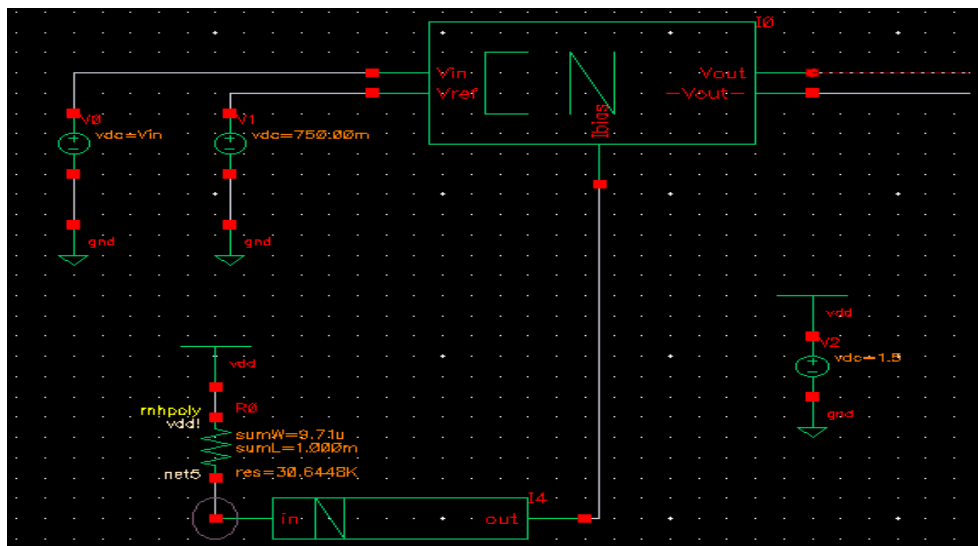 I0
Vin
Vref
CN
Vout
-Vout-
Ibias
V0
vdc=Vin
V1
vdc=750.00m
gnd
gnd
vdd
V2
vdc=1.5
gnd
vdd
rnhpoly
R0
vdd!
sumW=9.71u
sumL=1.000m
net5
res=30.6448K
I4
in
N
out